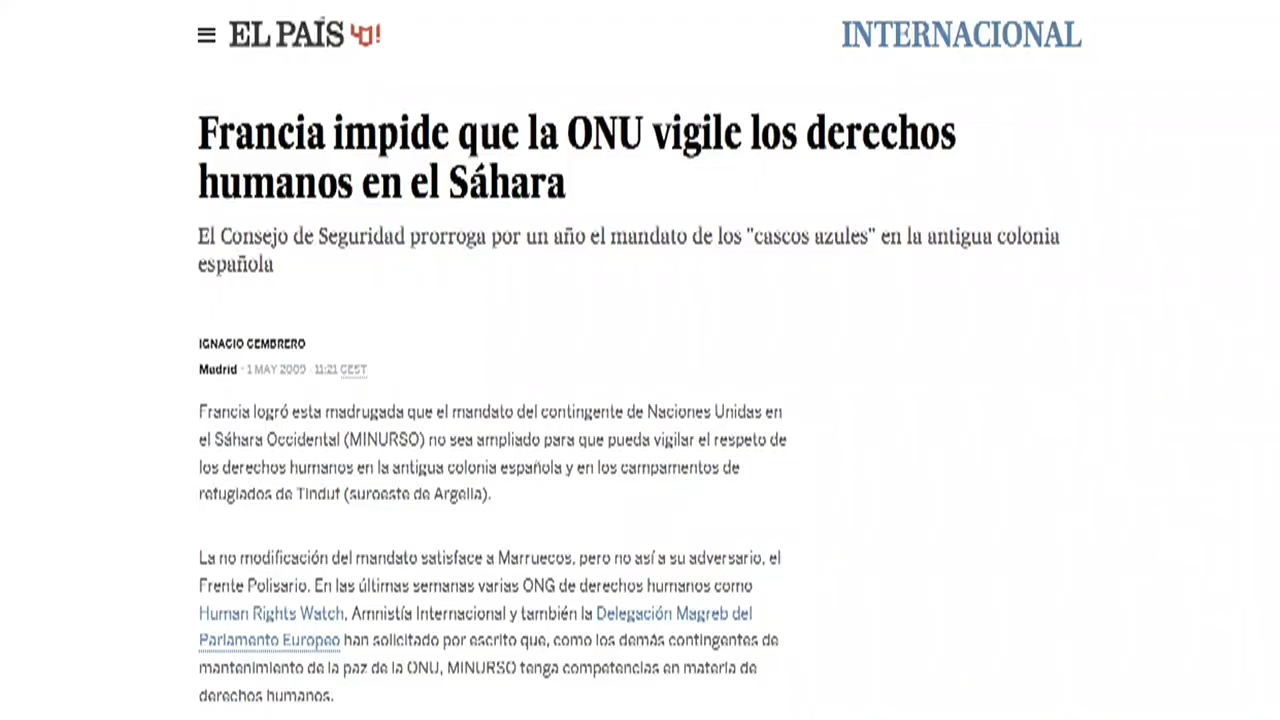 EL PAÍS 40!
INTERNACIONAL
Francia impide que la ONU vigile los derechos
humanos en el Sáhara
El Consejo de Seguridad prorroga por un año el mandato de los "cascos azules" en la antigua colonia
española
IGNACIO CEMBRERO
Madrid · 1 MAY 2009 · 11:21 CEST
Francia logró esta madrugada que el mandato del contingente de Naciones Unidas en
el Sáhara Occidental (MINURSO) no sea ampliado para que pueda vigilar el respeto de
los derechos humanos en la antigua colonia española y en los campamentos de
refugiados de Tinduf (suroeste de Argelia).
La no modificación del mandato satisface a Marruecos, pero no así a su adversario, el
Frente Polisario. En las últimas semanas varias ONG de derechos humanos como
Human Rights Watch, Amnistía Internacional y también la Delegación Magreb del
Parlamento Europeo han solicitado por escrito que, como los demás contingentes de
mantenimiento de la paz de la ONU, MINURSO tenga competencias en materia de
derechos humanos.